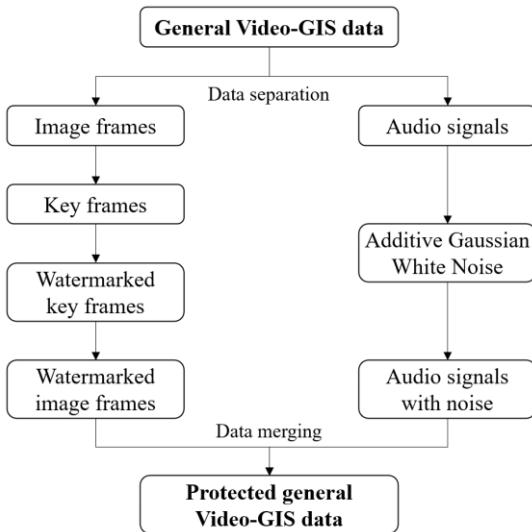 General Video-GIS data
Data separation
Image frames
Audio signals
Key frames
Additive Gaussian
White Noise
Watermarked
key frames
Watermarked
image frames
Audio signals
with noise
Data merging
Protected general
Video-GIS data